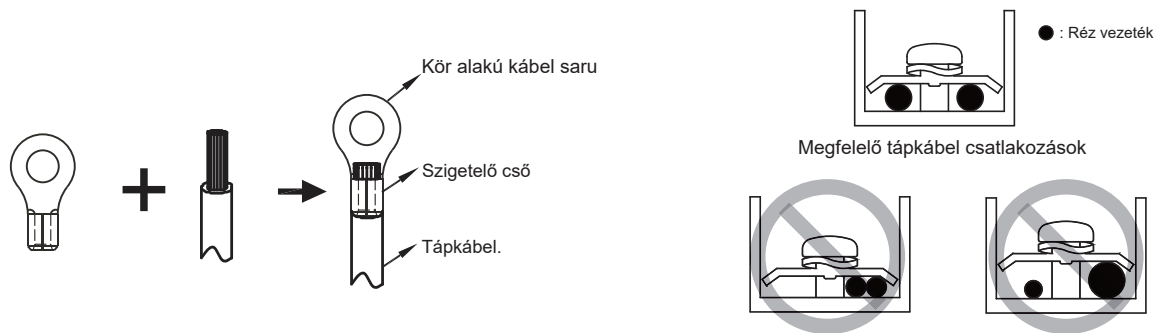 Kör alakú kábel saru
Szigetelő cső
Tápkábel.
: Réz vezeték
Megfelelő tápkábel csatlakozások